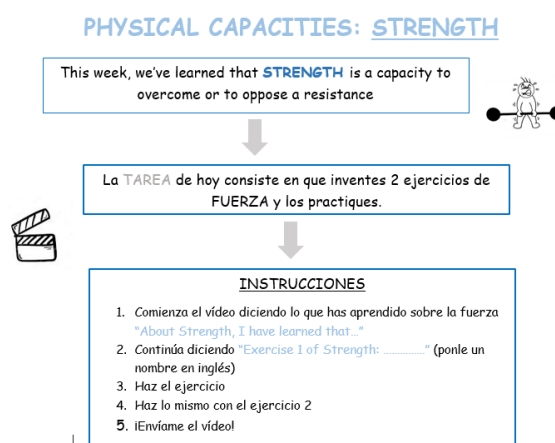 PHYSICAL CAPACITIES: STRENGTH
This week, we've learned that STRENGTH is a capacity to
overcome or to oppose a resistance
La TAREA de hoy consiste en que inventes 2 ejercicios de
FUERZA y los practiques.
INSTRUCCIONES
1. Comienza el vídeo diciendo lo que has aprendido sobre la fuerza
"About Strength, I have learned that..."
2. Continúa diciendo "Exercise 1 of Strength: ..............." (ponle un
nombre en inglés)
3. Haz el ejercicio
4. Haz lo mismo con el ejercicio 2
5. ¡Envíame el vídeo!